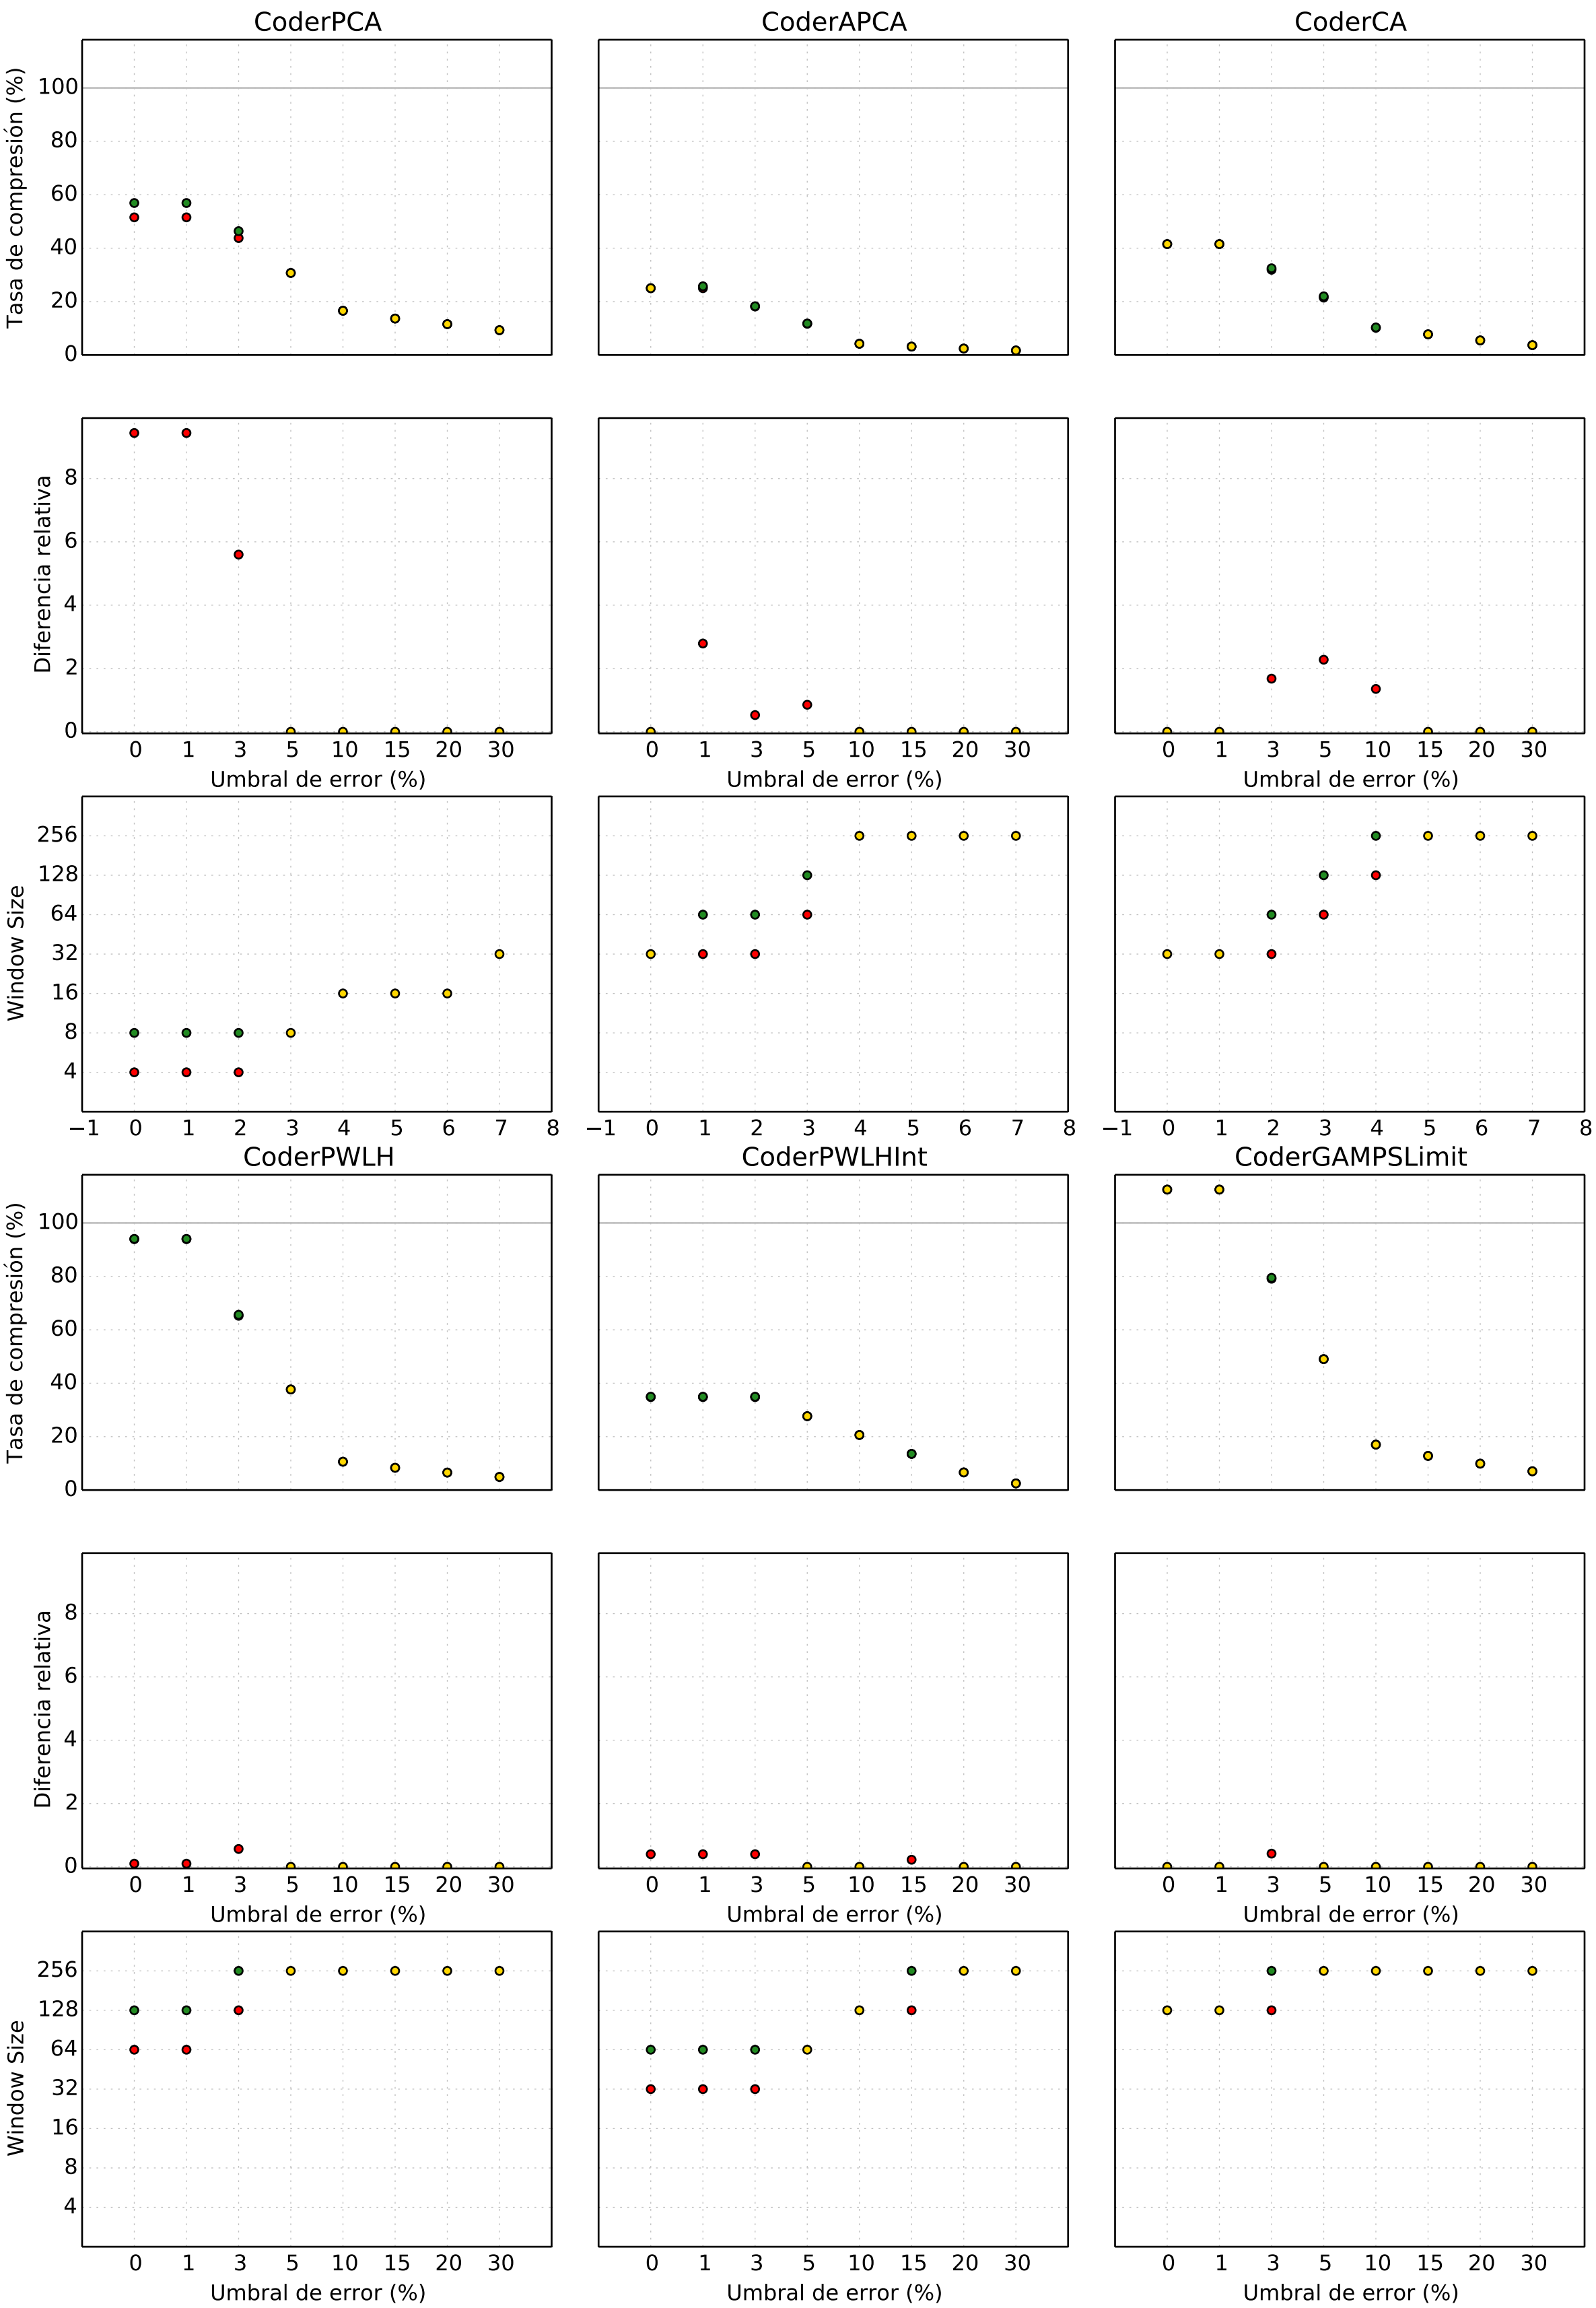 CoderPCA CoderAPCA CoderCA
Tasa de compresión (%)
100
80
60
40
20
0
Diferencia relativa
8
6
4
2
0
0 1 3 5 10 15 20 30
Umbral de error (%)
0 1 3 5 10 15 20 30
Umbral de error (%)
0 1 3 5 10 15 20 30
Umbral de error (%)
Window Size
256
128
64
32
16
8
4
−1 0 1 2 3 4 5 6 7 8
−1 0 1 2 3 4 5 6 7 8
−1 0 1 2 3 4 5 6 7 8
CoderPWLH CoderPWLHInt CoderGAMPSLimit
Tasa de compresión (%)
100
80
60
40
20
0
Diferencia relativa
8
6
4
2
0
0 1 3 5 10 15 20 30
Umbral de error (%)
0 1 3 5 10 15 20 30
Umbral de error (%)
0 1 3 5 10 15 20 30
Umbral de error (%)
Window Size
256
128
64
32
16
8
4
0 1 3 5 10 15 20 30
Umbral de error (%)
0 1 3 5 10 15 20 30
Umbral de error (%)
0 1 3 5 10 15 20 30
Umbral de error (%)